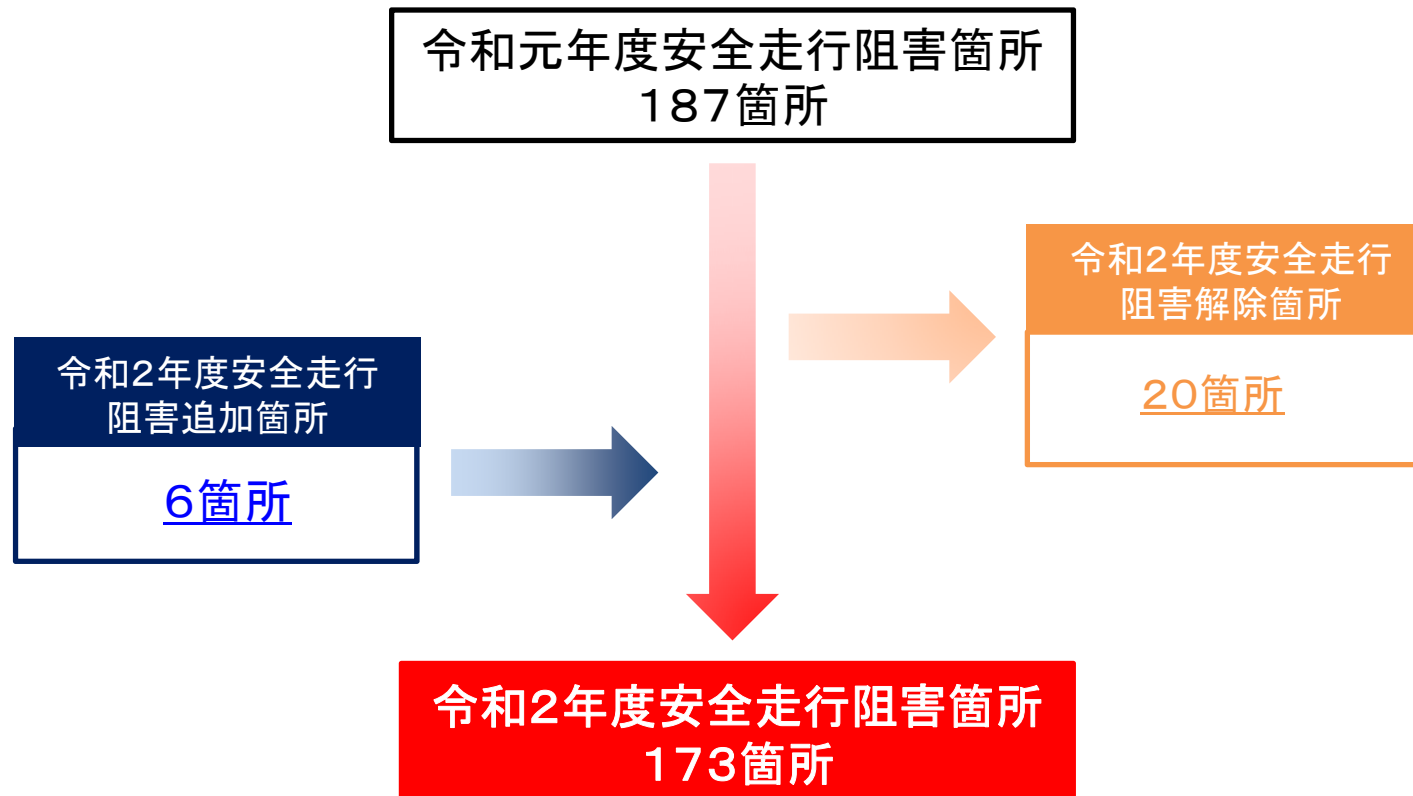 令和元年度安全走行阻害箇所
187箇所
令和2年度安全走行
阻害解除箇所
20箇所
令和2年度安全走行
阻害追加箇所
6箇所
令和2年度安全走行阻害箇所
173箇所